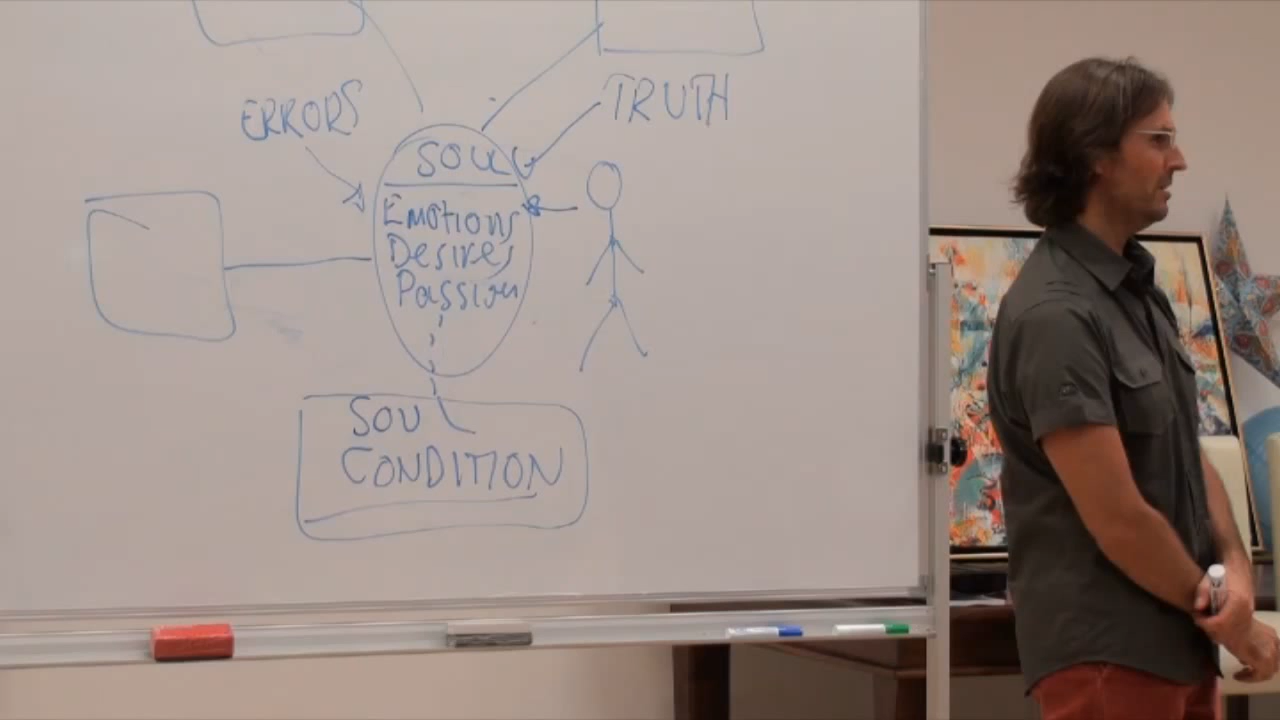 TRUTH
ERRORS
SOUL
Emotions
Desires
Passion
SOUL
CONDITION